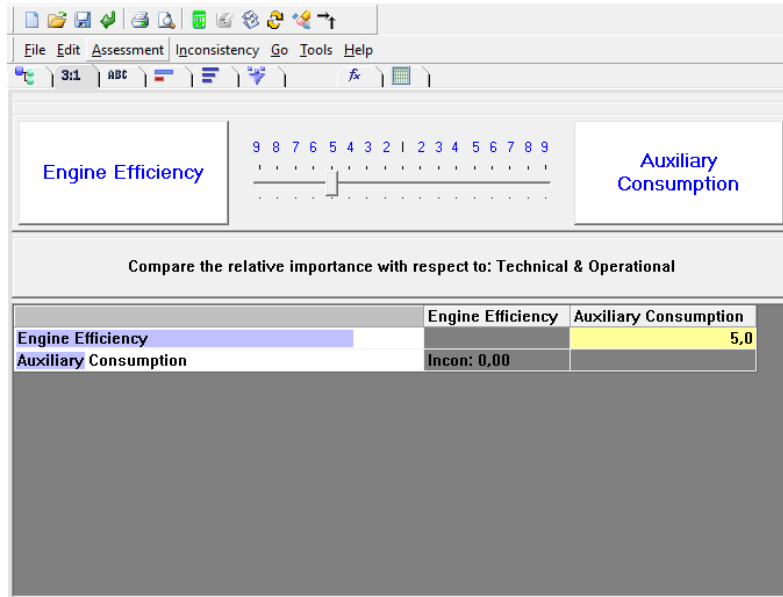 File Edit Assessment Inconsistency Go Tools Help
3:1 ABC fx
9 8 7 6 5 4 3 2 1 2 3 4 5 6 7 8 9
Engine Efficiency
Auxiliary
Consumption
Compare the relative importance with respect to: Technical & Operational
Engine Efficiency Auxiliary Consumption
Engine Efficiency 5,0
Auxiliary Consumption Incon: 0,00